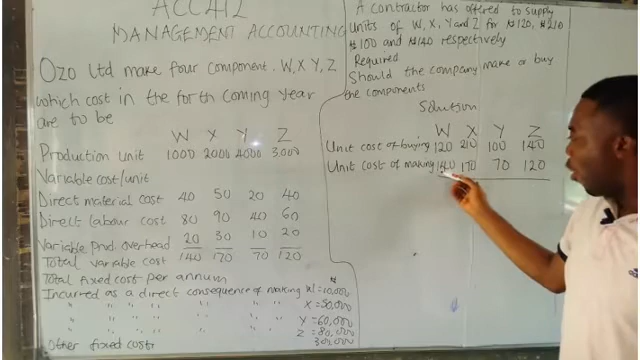 ACC412
MANAGEMENT ACCOUNTING
Ozo Ltd make four component. W, X, Y, Z
which cost in the forth coming year
are to be
W X Y Z
Production unit 1000 2000 4000 3000
Variable cost/unit
Direct material cost 40 50 20 40
Direct labour cost 80 90 40 60
Variable prod overhead 20 30 10 20
Total variable cost 140 170 70 120
Total fixed cost per annum ₦
Incurred as a direct consequence of making W = 10,000
" " " " " " X = 50,000
" " " " " " Y = 60,000
" " " " " " Z = 80,000
Other fixed cost 300,000
A contractor has offered to supply
Units of W, X, Y and Z for ₦120, ₦210
₦100 and ₦140 respectively
Required
Should the company make or buy
the components
Solution
W X Y Z
Unit cost of buying 120 210 100 140
Unit cost of making 140 170 70 120